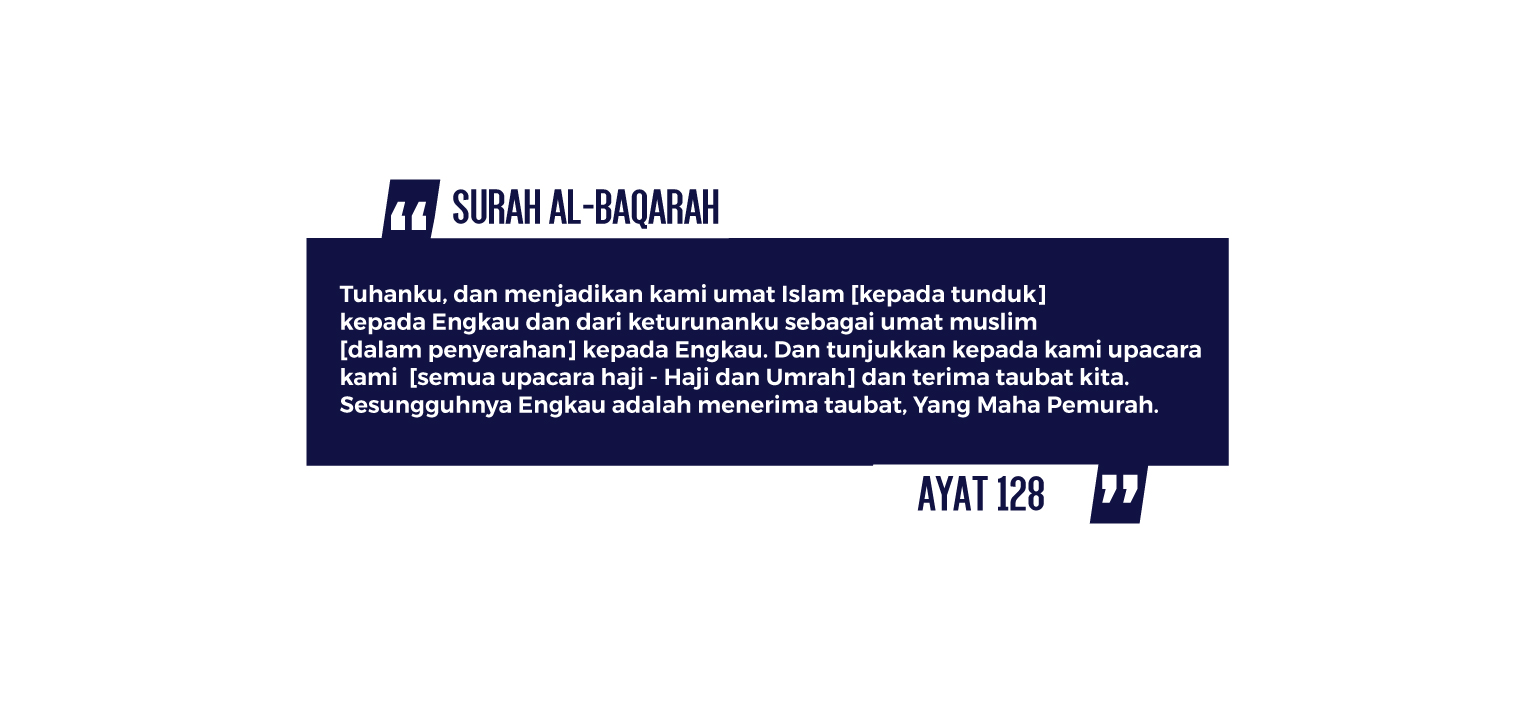 “ SURAH AL-BAQARAH
Tuhanku, dan menjadikan kami umat Islam [kepada tunduk]
kepada Engkau dan dari keturunanku sebagai umat muslim
[dalam penyerahan] kepada Engkau. Dan tunjukkan kepada kami upacara
kami [semua upacara haji - Haji dan Umrah] dan terima taubat kita.
Sesungguhnya Engkau adalah menerima taubat, Yang Maha Pemurah.
AYAT 128 ”